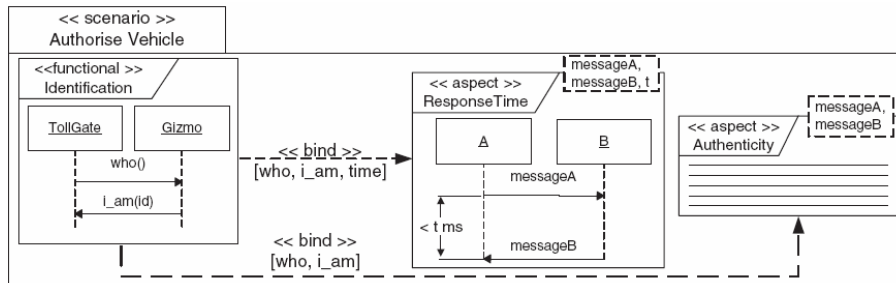 << scenario >>
Authorise Vehicle
<<functional >>
Identification
TollGate
Gizmo
who()
i_am(id)
<< bind >>
[who, i_am, time]
<< bind >>
[who, i_am]
<< aspect >>
ResponseTime
messageA,
messageB, t
A
B
messageA
< t ms
messageB
<< aspect >>
Authenticity
messageA,
messageB